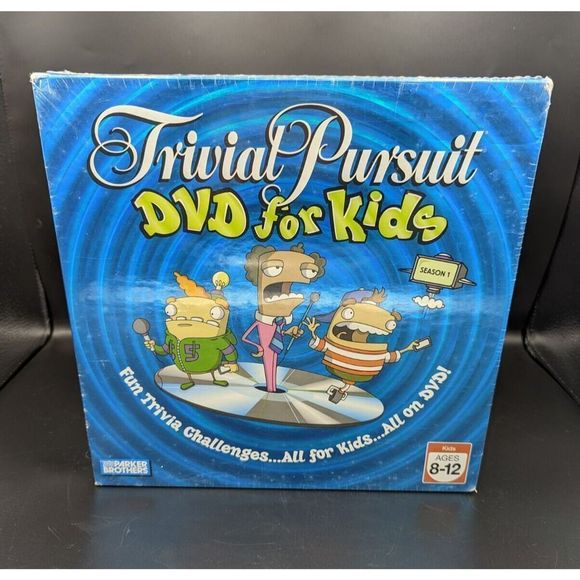 Trivial Pursuit
DVD for Kids
SEASON 1
Fun Trivia Challenges...All for Kids...All on DVD!
PARKER
BROTHERS
Kids
AGES
8-12